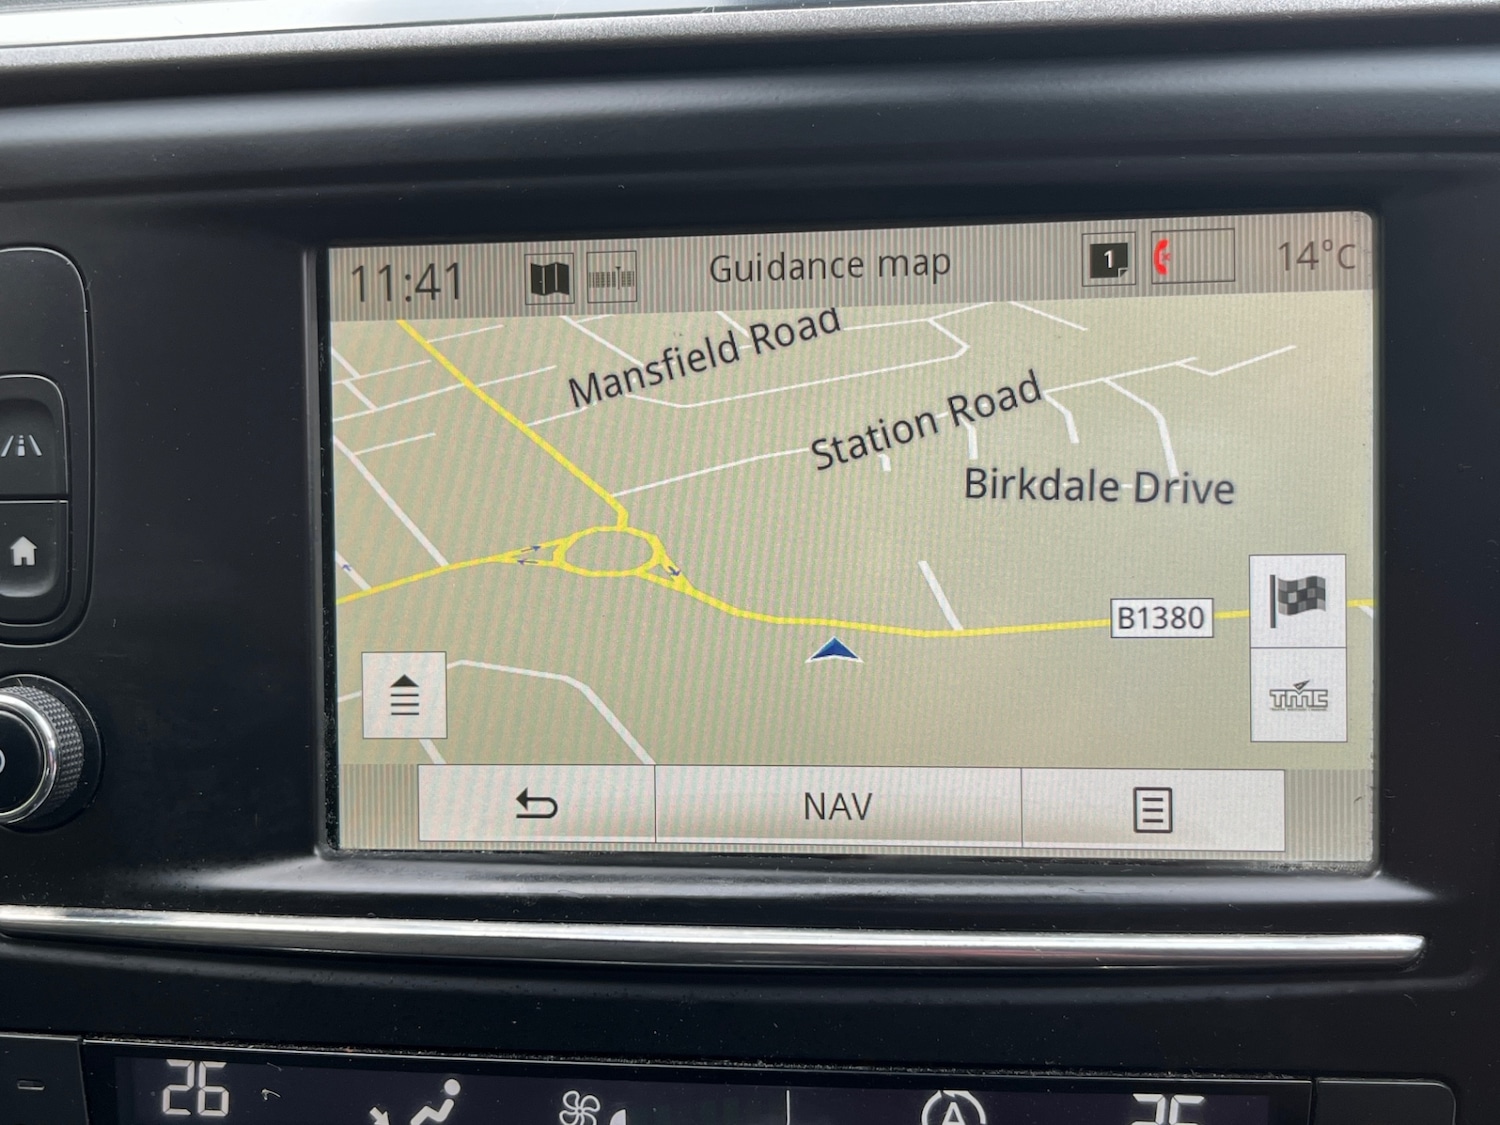 11:41 Guidance map 1 14°C
Mansfield Road
Station Road
Birkdale Drive
B1380
TMC
NAV
26
A